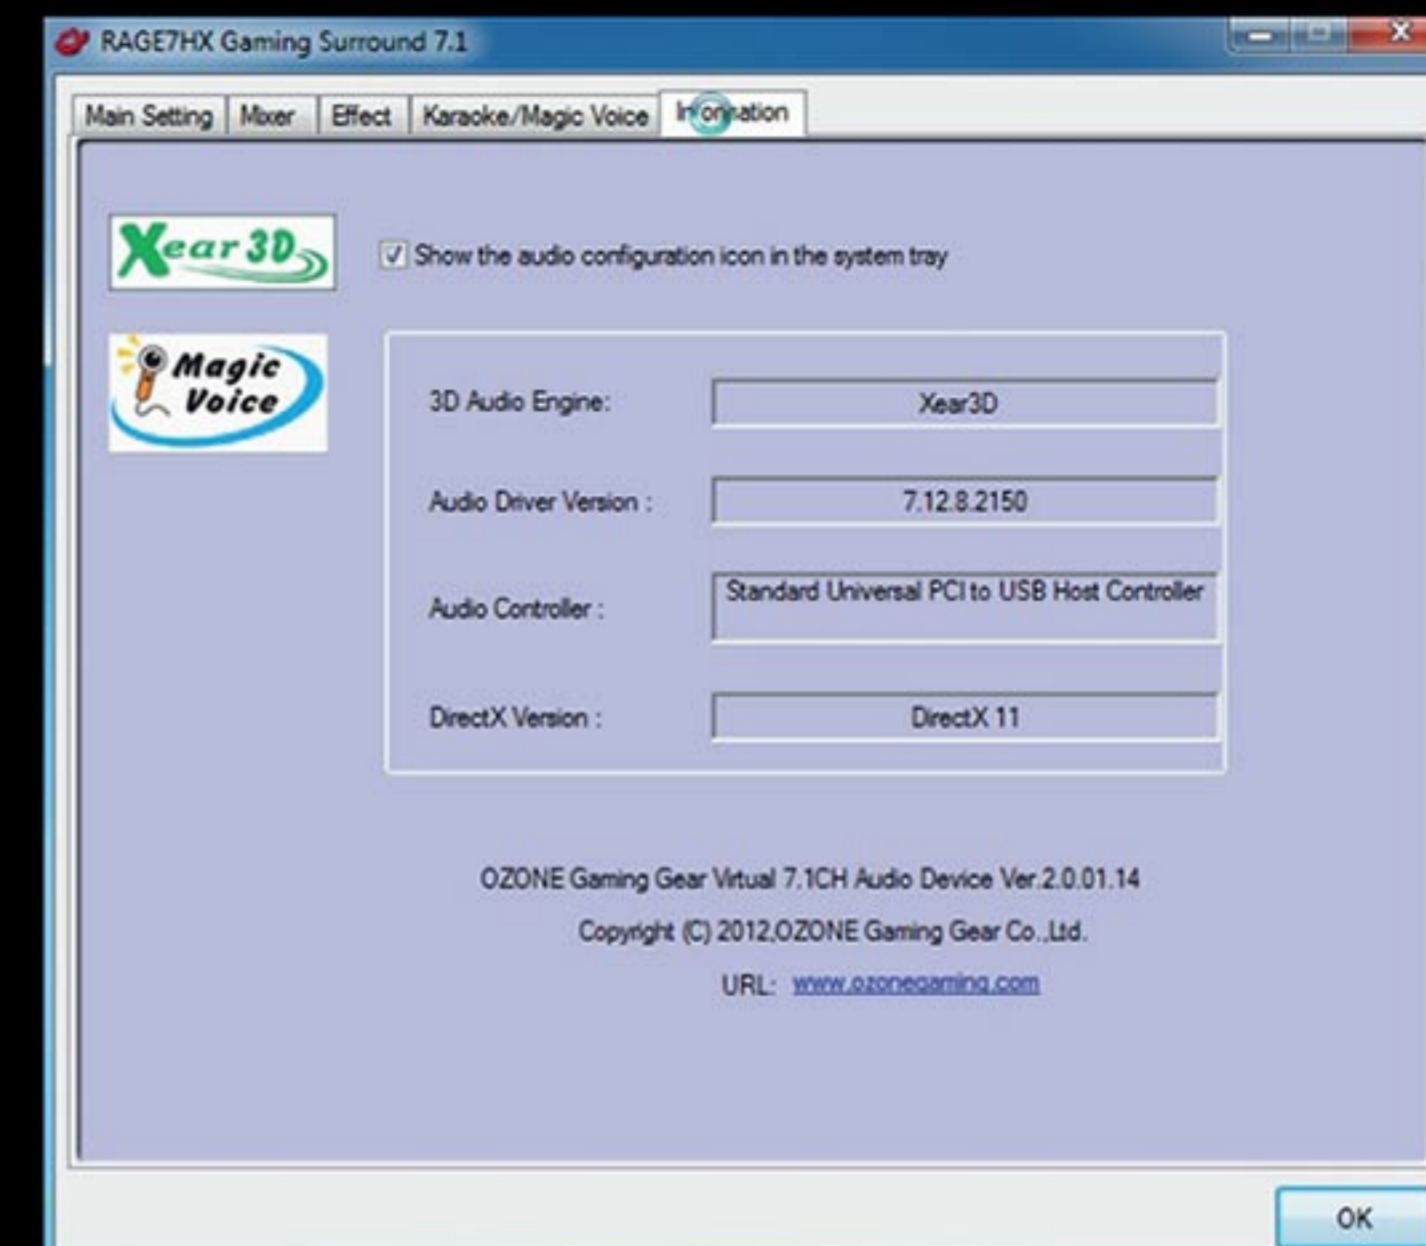 RAGE7HX Gaming Surround 7.1
Main Setting Mixer Effect Karaoke/Magic Voice Information
Xear 3D
Show the audio configuration icon in the system tray
Magic
Voice
3D Audio Engine: Xear3D
Audio Driver Version : 7.12.8.2150
Audio Controller : Standard Universal PCI to USB Host Controller
DirectX Version : DirectX 11
OZONE Gaming Gear Virtual 7.1CH Audio Device Ver.2.0.01.14
Copyright (C) 2012,OZONE Gaming Gear Co.,Ltd.
URL: www.ozonegaming.com
OK